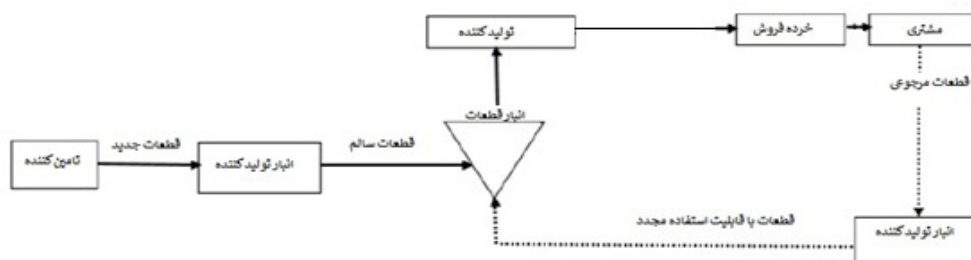 تولیدکننده
خرده فروش
مشتری
قطعات مرجوعی
انبار قطعات
قطعات سالم
قطعات جدید
تامین کننده
انبار تولیدکننده
قطعات با قابلیت استفاده مجدد
انبار تولیدکننده